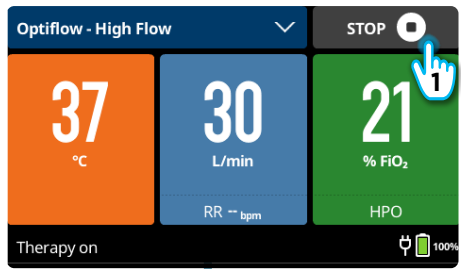 Optiflow - High Flow
STOP
1
37
°C
30
L/min
RR -- bpm
21
% FiO₂
HPO
Therapy on
100%